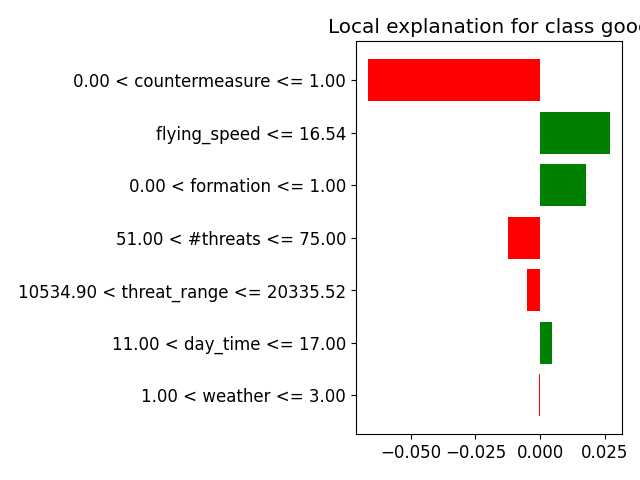 Local explanation for class goo
0.00 < countermeasure <= 1.00
flying_speed <= 16.54
0.00 < formation <= 1.00
51.00 < #threats <= 75.00
10534.90 < threat_range <= 20335.52
11.00 < day_time <= 17.00
1.00 < weather <= 3.00
−0.050 −0.025 0.000 0.025